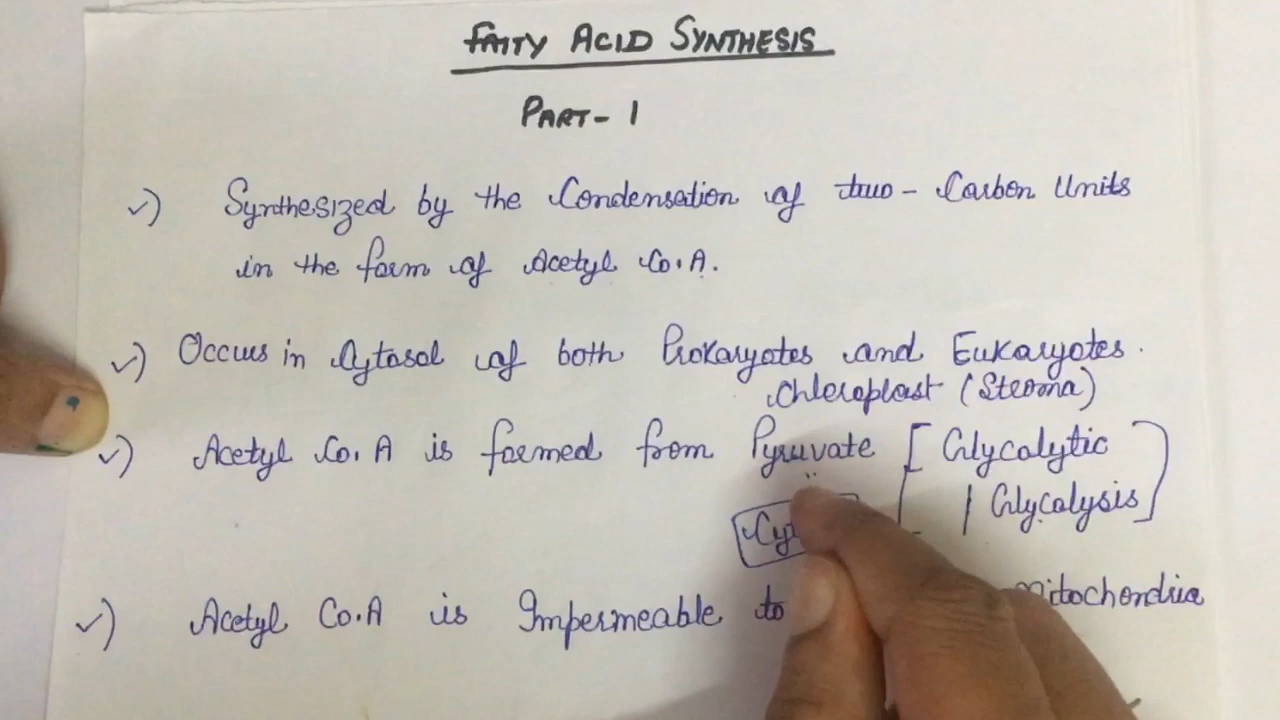 FATTY ACID SYNTHESIS
PART-1
✓) Synthesized by the Condensation of two-Carbon Units
in the form of Acetyl Co.A.
✓) Occurs in Cytosol of both Prokaryotes and Eukaryotes.
Chloroplast (Stroma)
✓) Acetyl Co.A is formed from Pyruvate [Glycolytic
| Glycolysis]
✓) Acetyl Co.A is Impermeable to mitochondria